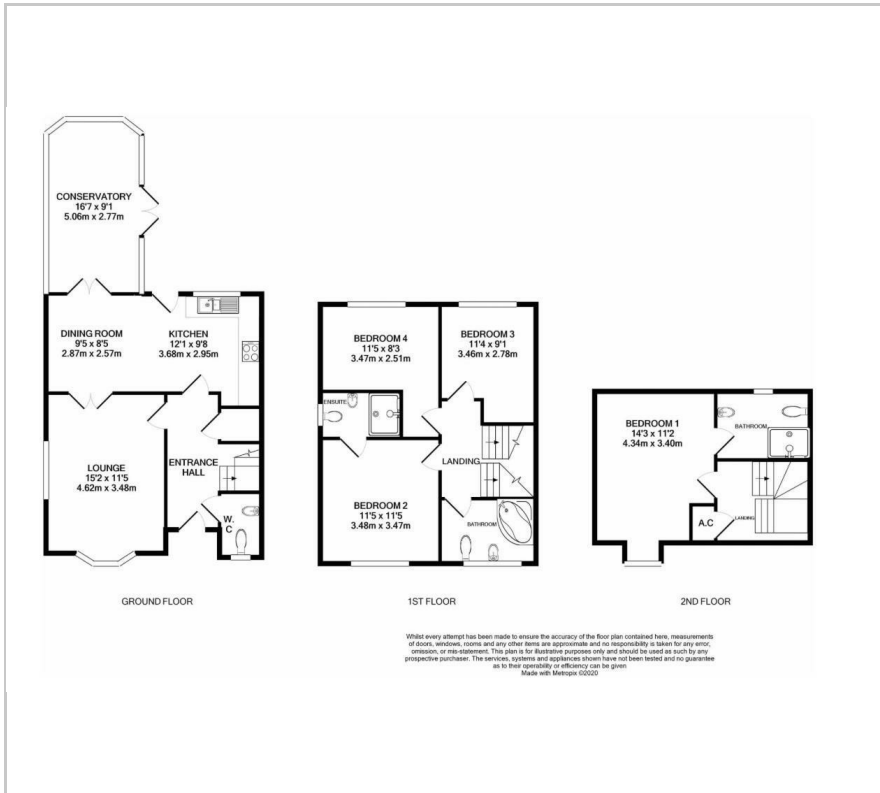 CONSERVATORY
16'7 x 9'1
5.06m x 2.77m
DINING ROOM
9'5 x 8'5
2.87m x 2.57m
KITCHEN
12'1 x 9'8
3.68m x 2.95m
LOUNGE
15'2 x 11'5
4.62m x 3.48m
ENTRANCE
HALL
W.
C
GROUND FLOOR
BEDROOM 4
11'5 x 8'3
3.47m x 2.51m
BEDROOM 3
11'4 x 9'1
3.46m x 2.78m
ENSUITE
LANDING
BEDROOM 2
11'5 x 11'5
3.48m x 3.47m
BATHROOM
1ST FLOOR
BEDROOM 1
14'3 x 11'2
4.34m x 3.40m
BATHROOM
A.C
LANDING
2ND FLOOR
Whilst every attempt has been made to ensure the accuracy of the floor plan contained here, measurements
of doors, windows, rooms and any other items are approximate and no responsibility is taken for any error,
omission, or mis-statement. This plan is for illustrative purposes only and should be used as such by any
prospective purchaser. The services, systems and appliances shown have not been tested and no guarantee
as to their operability or efficiency can be given
Made with Metropix ©2020